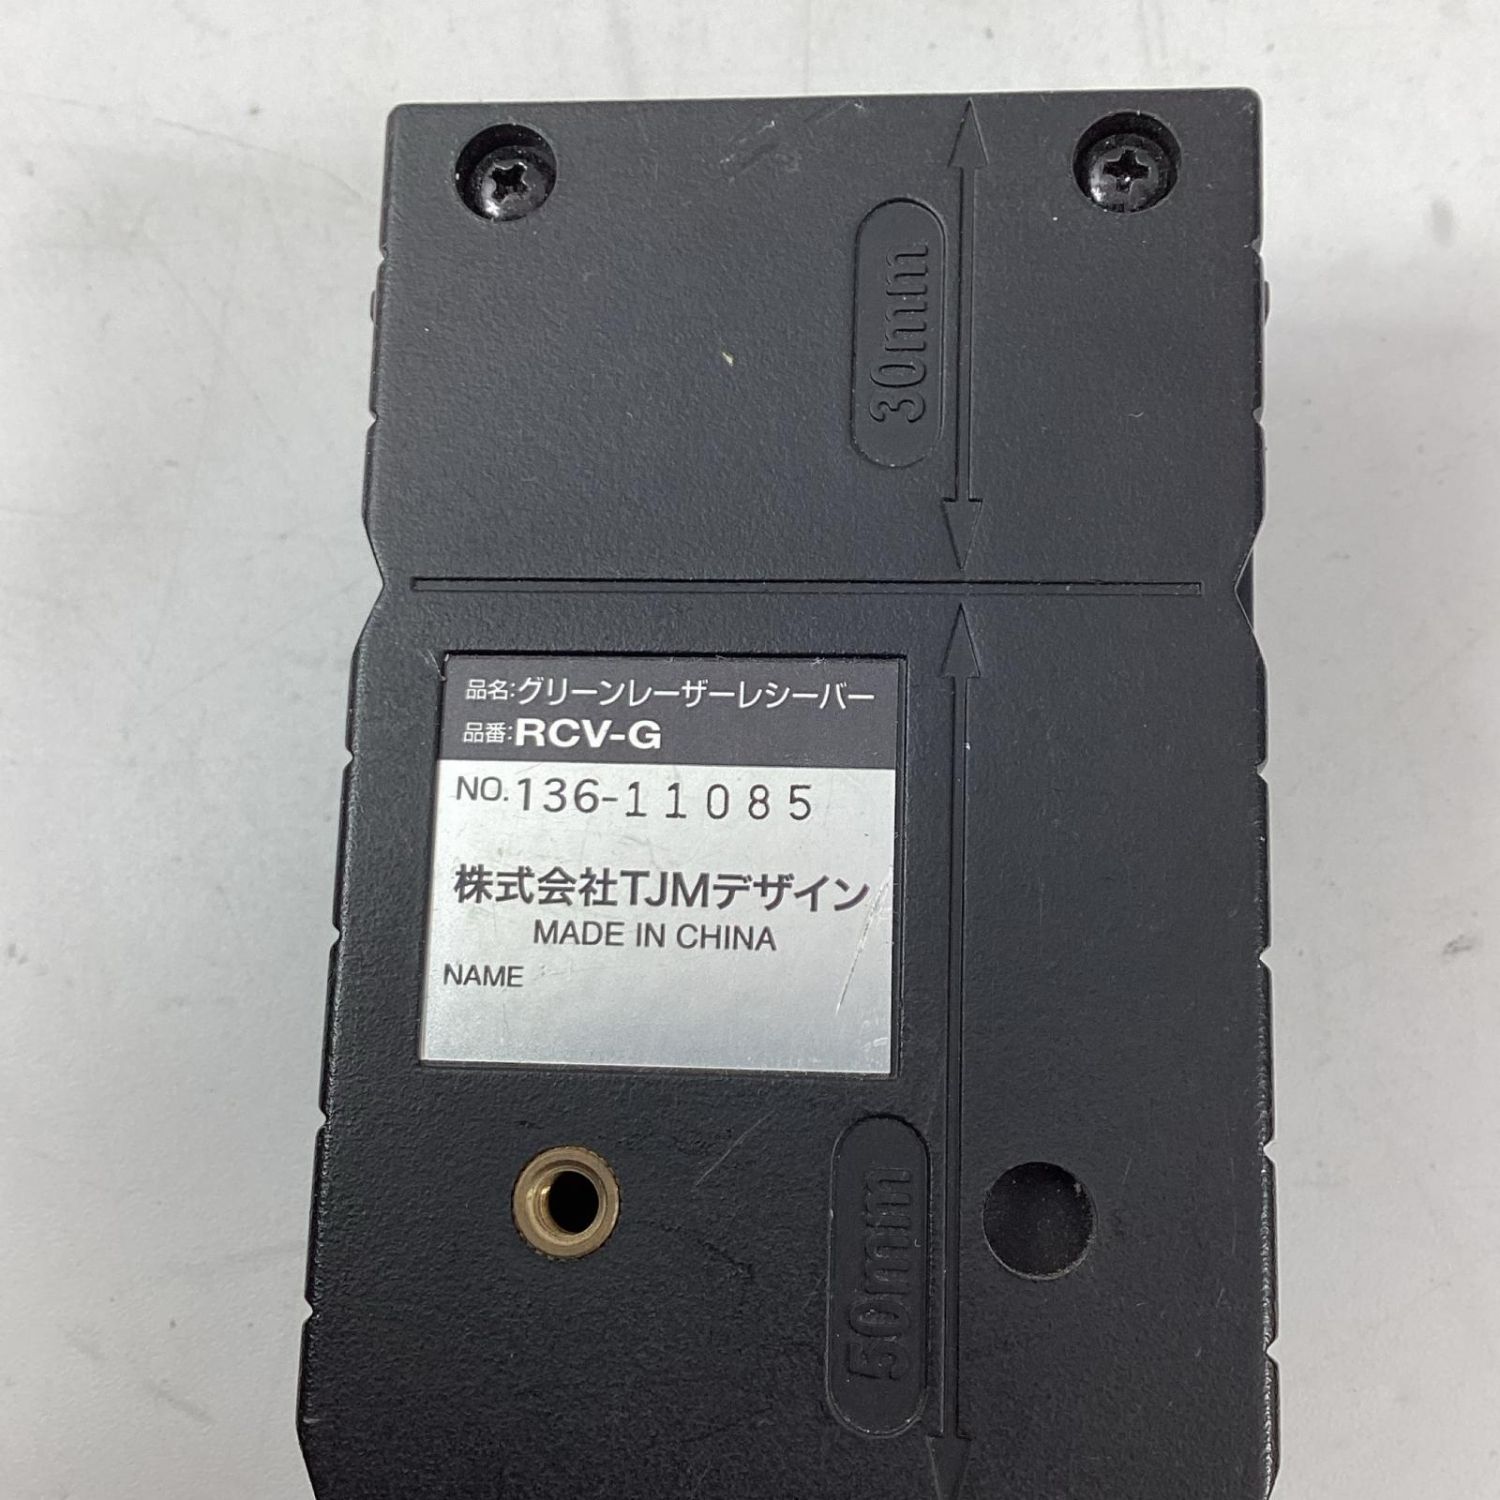 30mm
品名:グリーンレーザーレシーバー
品番:RCV-G
NO.136-11085
株式会社TJMデザイン
MADE IN CHINA
NAME
50mm